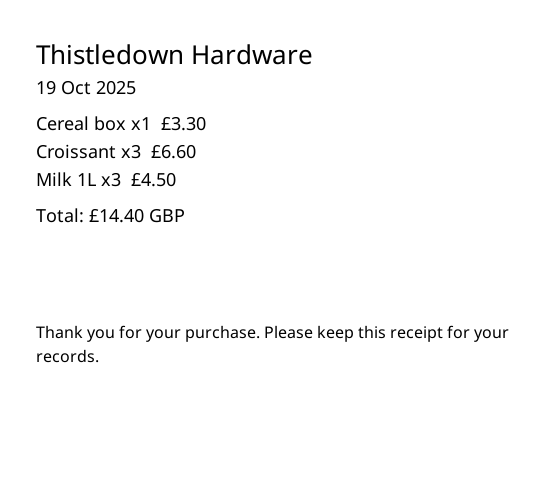 Thistledown Hardware
19 Oct 2025
Cereal box x1  £3.30
Croissant x3  £6.60
Milk 1L x3  £4.50
Total: £14.40 GBP
Thank you for your purchase. Please keep this receipt for your
records.